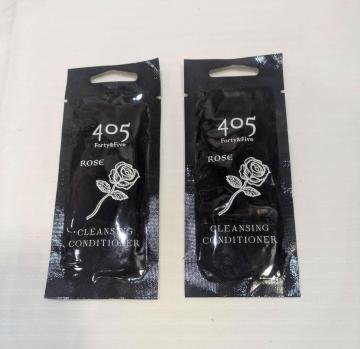 405
Forty&Five
ROSE
CLEANSING
CONDITIONER
405
Forty&Five
ROSE
CLEANSING
CONDITIONER